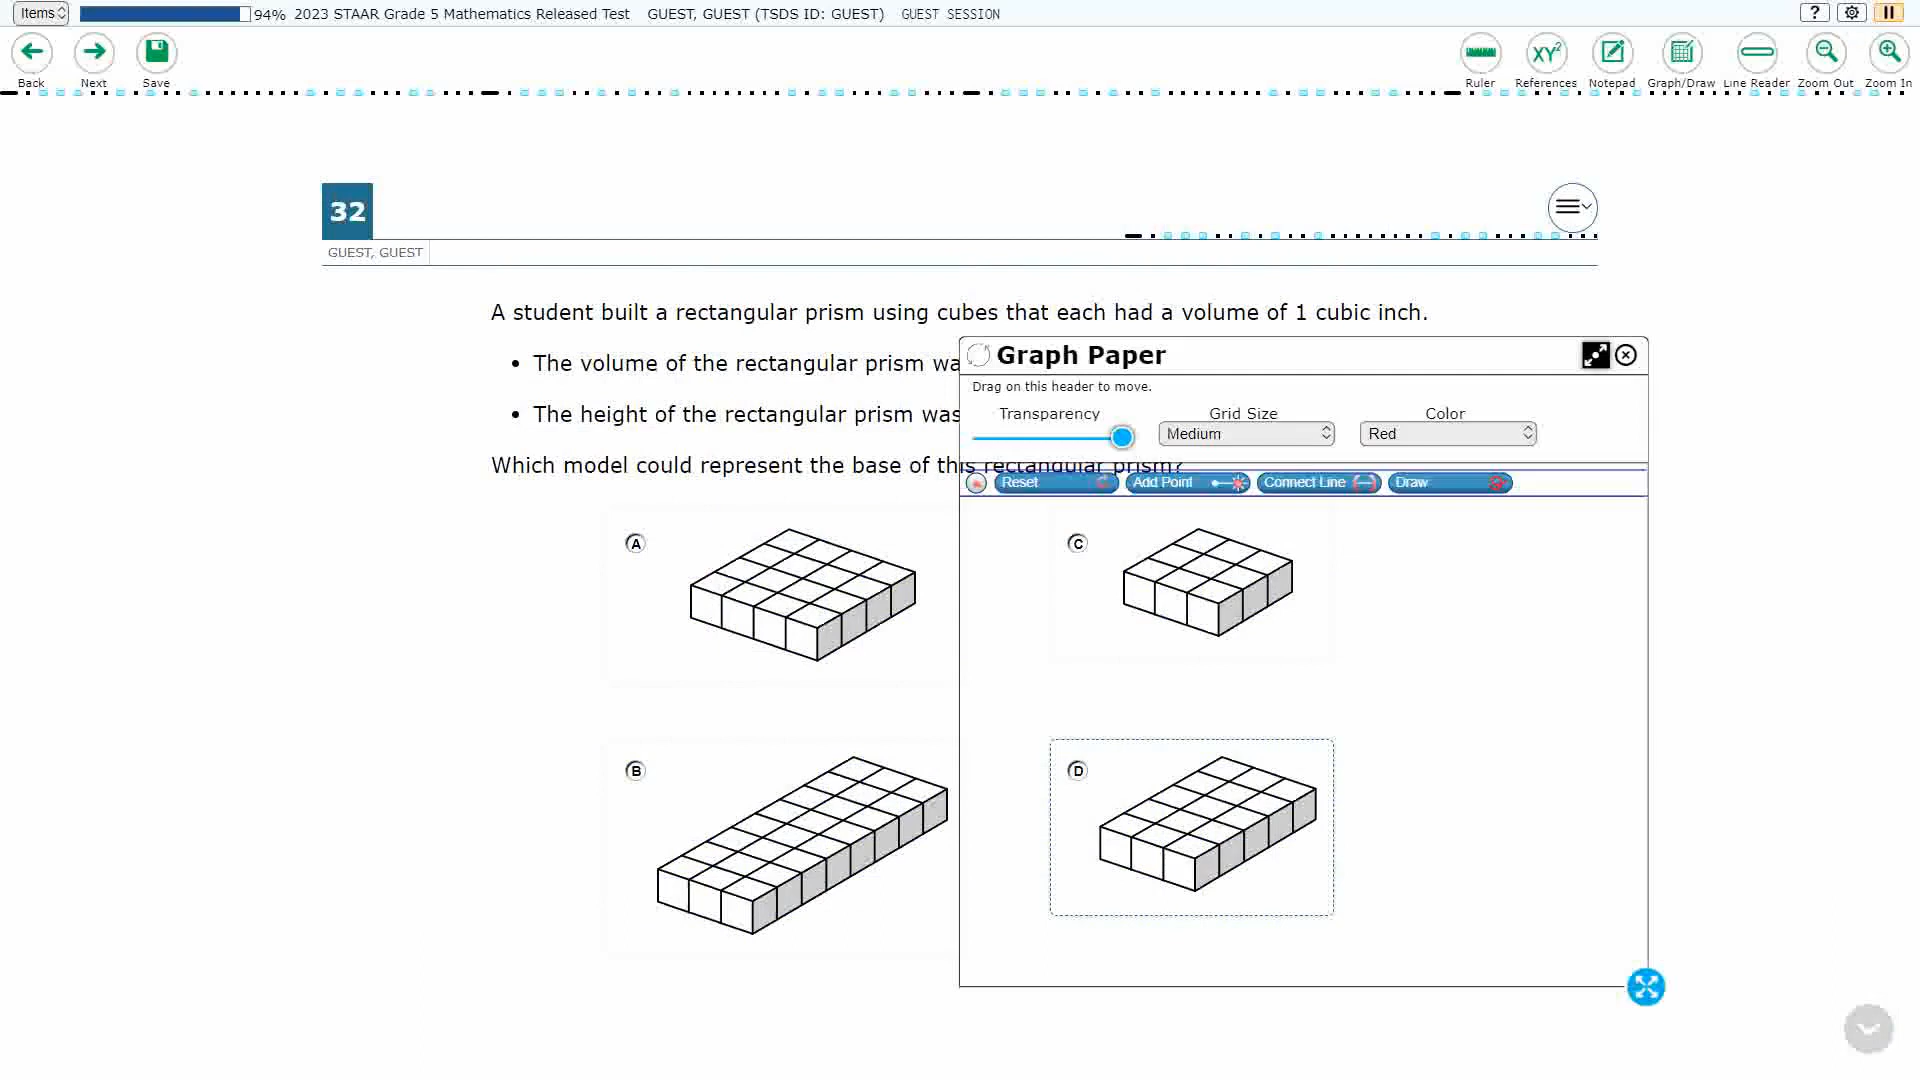 Items 94% 2023 STAAR Grade 5 Mathematics Released Test GUEST, GUEST (TSDS ID: GUEST) GUEST SESSION ?
XY2
Back Next Save Ruler References Notepad Graph/Draw Line Reader Zoom Out Zoom In
32
GUEST, GUEST
A student built a rectangular prism using cubes that each had a volume of 1 cubic inch.
• The volume of the rectangular prism wa
• The height of the rectangular prism was
Which model could represent the base of this rectangular prism?
Graph Paper
Drag on this header to move.
Transparency Grid Size Color
Medium Red
Reset Add Point Connect Line Draw
A
C
B
D